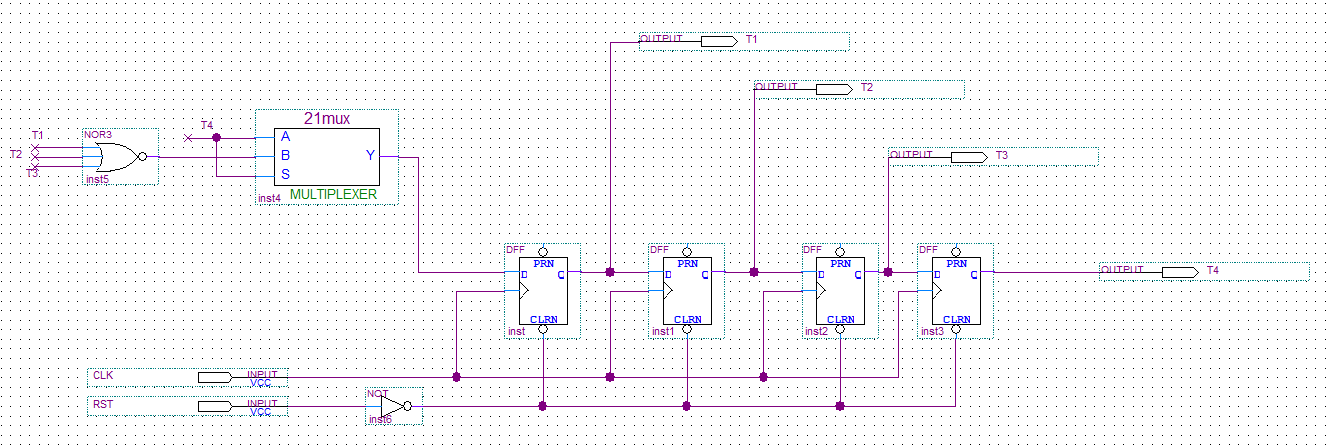 OUTPUT T1
OUTPUT T2
T4
21mux
T1
NOR3
A
T2
B
Y
OUTPUT T3
T3
S
inst5
inst4
MULTIPLEXER
DFF
DFF
DFF
DFF
PRN
PRN
PRN
PRN
D Q
D Q
D Q
D Q
OUTPUT T4
CLRN
CLRN
CLRN
CLRN
inst
inst1
inst2
inst3
CLK
INPUT
VCC
NOT
RST
INPUT
VCC
inst6